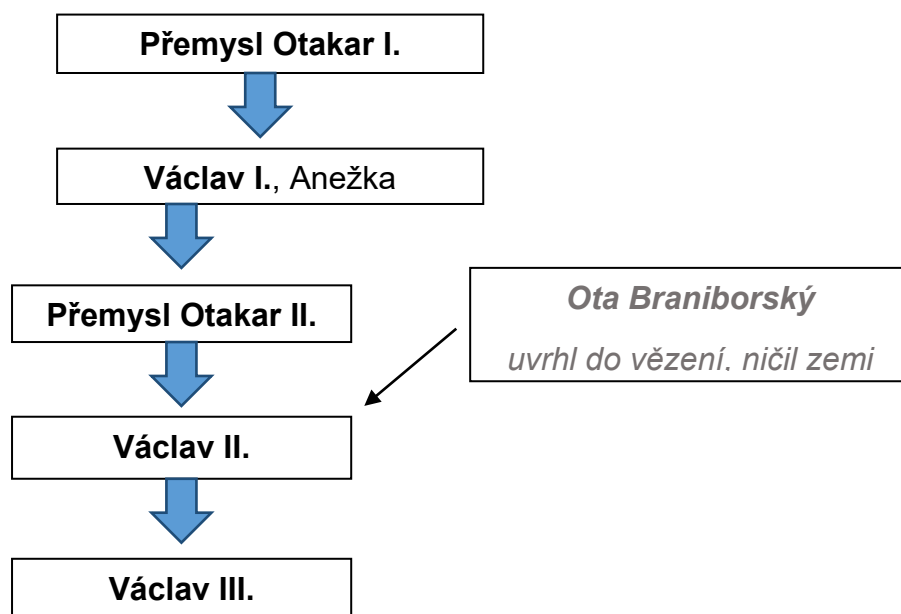 Přemysl Otakar I.
Václav I., Anežka
Přemysl Otakar II.
Ota Braniborský
uvrhl do vězení, ničil zemi
Václav II.
Václav III.